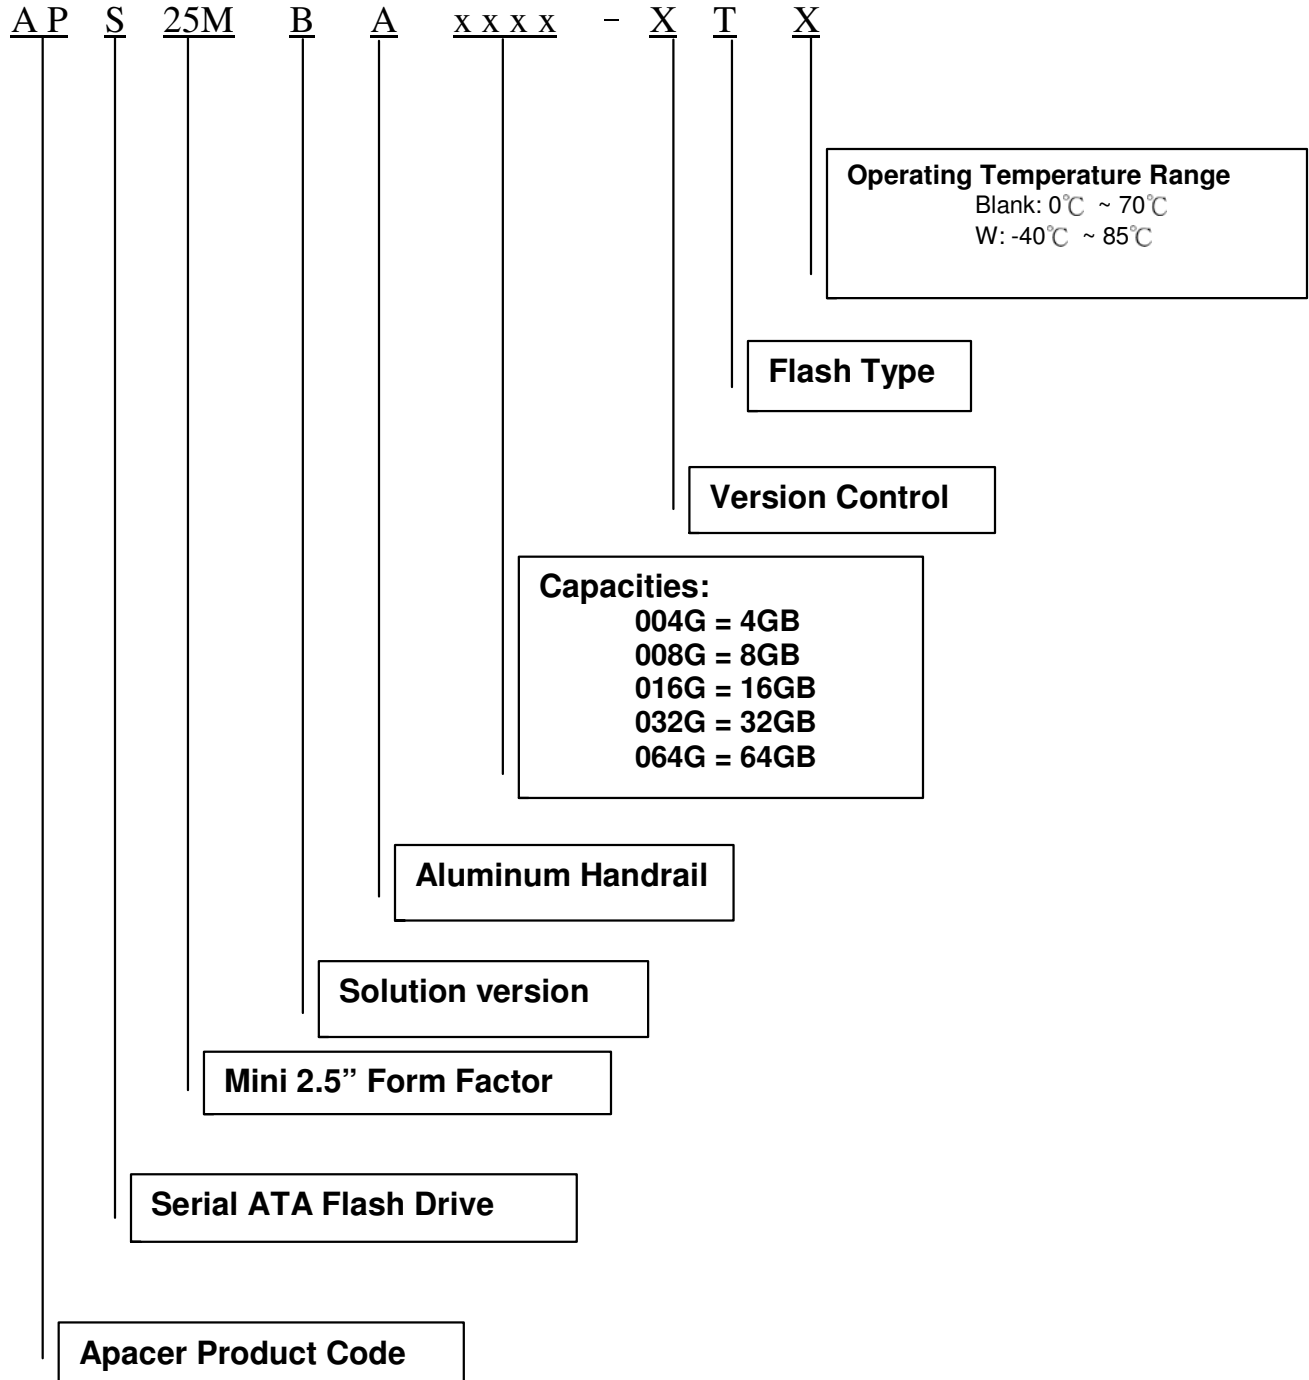 A P S 25M B A x x x x - X T X
Operating Temperature Range
Blank: 0℃ ~ 70℃
W: -40℃ ~ 85℃
Flash Type
Version Control
Capacities:
004G = 4GB
008G = 8GB
016G = 16GB
032G = 32GB
064G = 64GB
Aluminum Handrail
Solution version
Mini 2.5” Form Factor
Serial ATA Flash Drive
Apacer Product Code